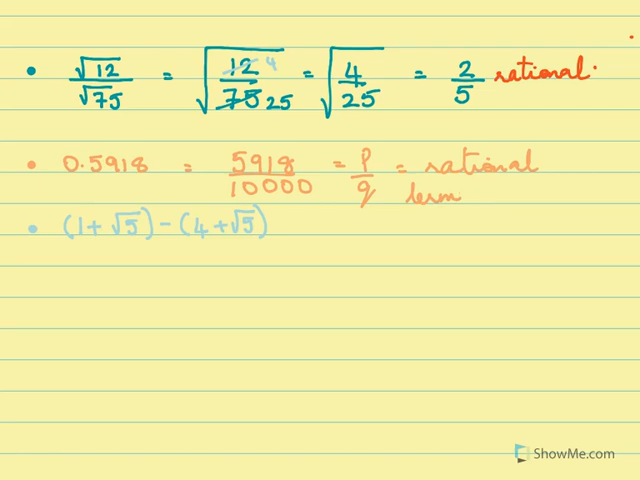 • √12/√75 = √(12 4/75 25) = √(4/25) = 2/5 rational.
• 0.5918 = 5918/10000 = p/q = rational term
• (1 + √5) - (4 + √5)
ShowMe.com